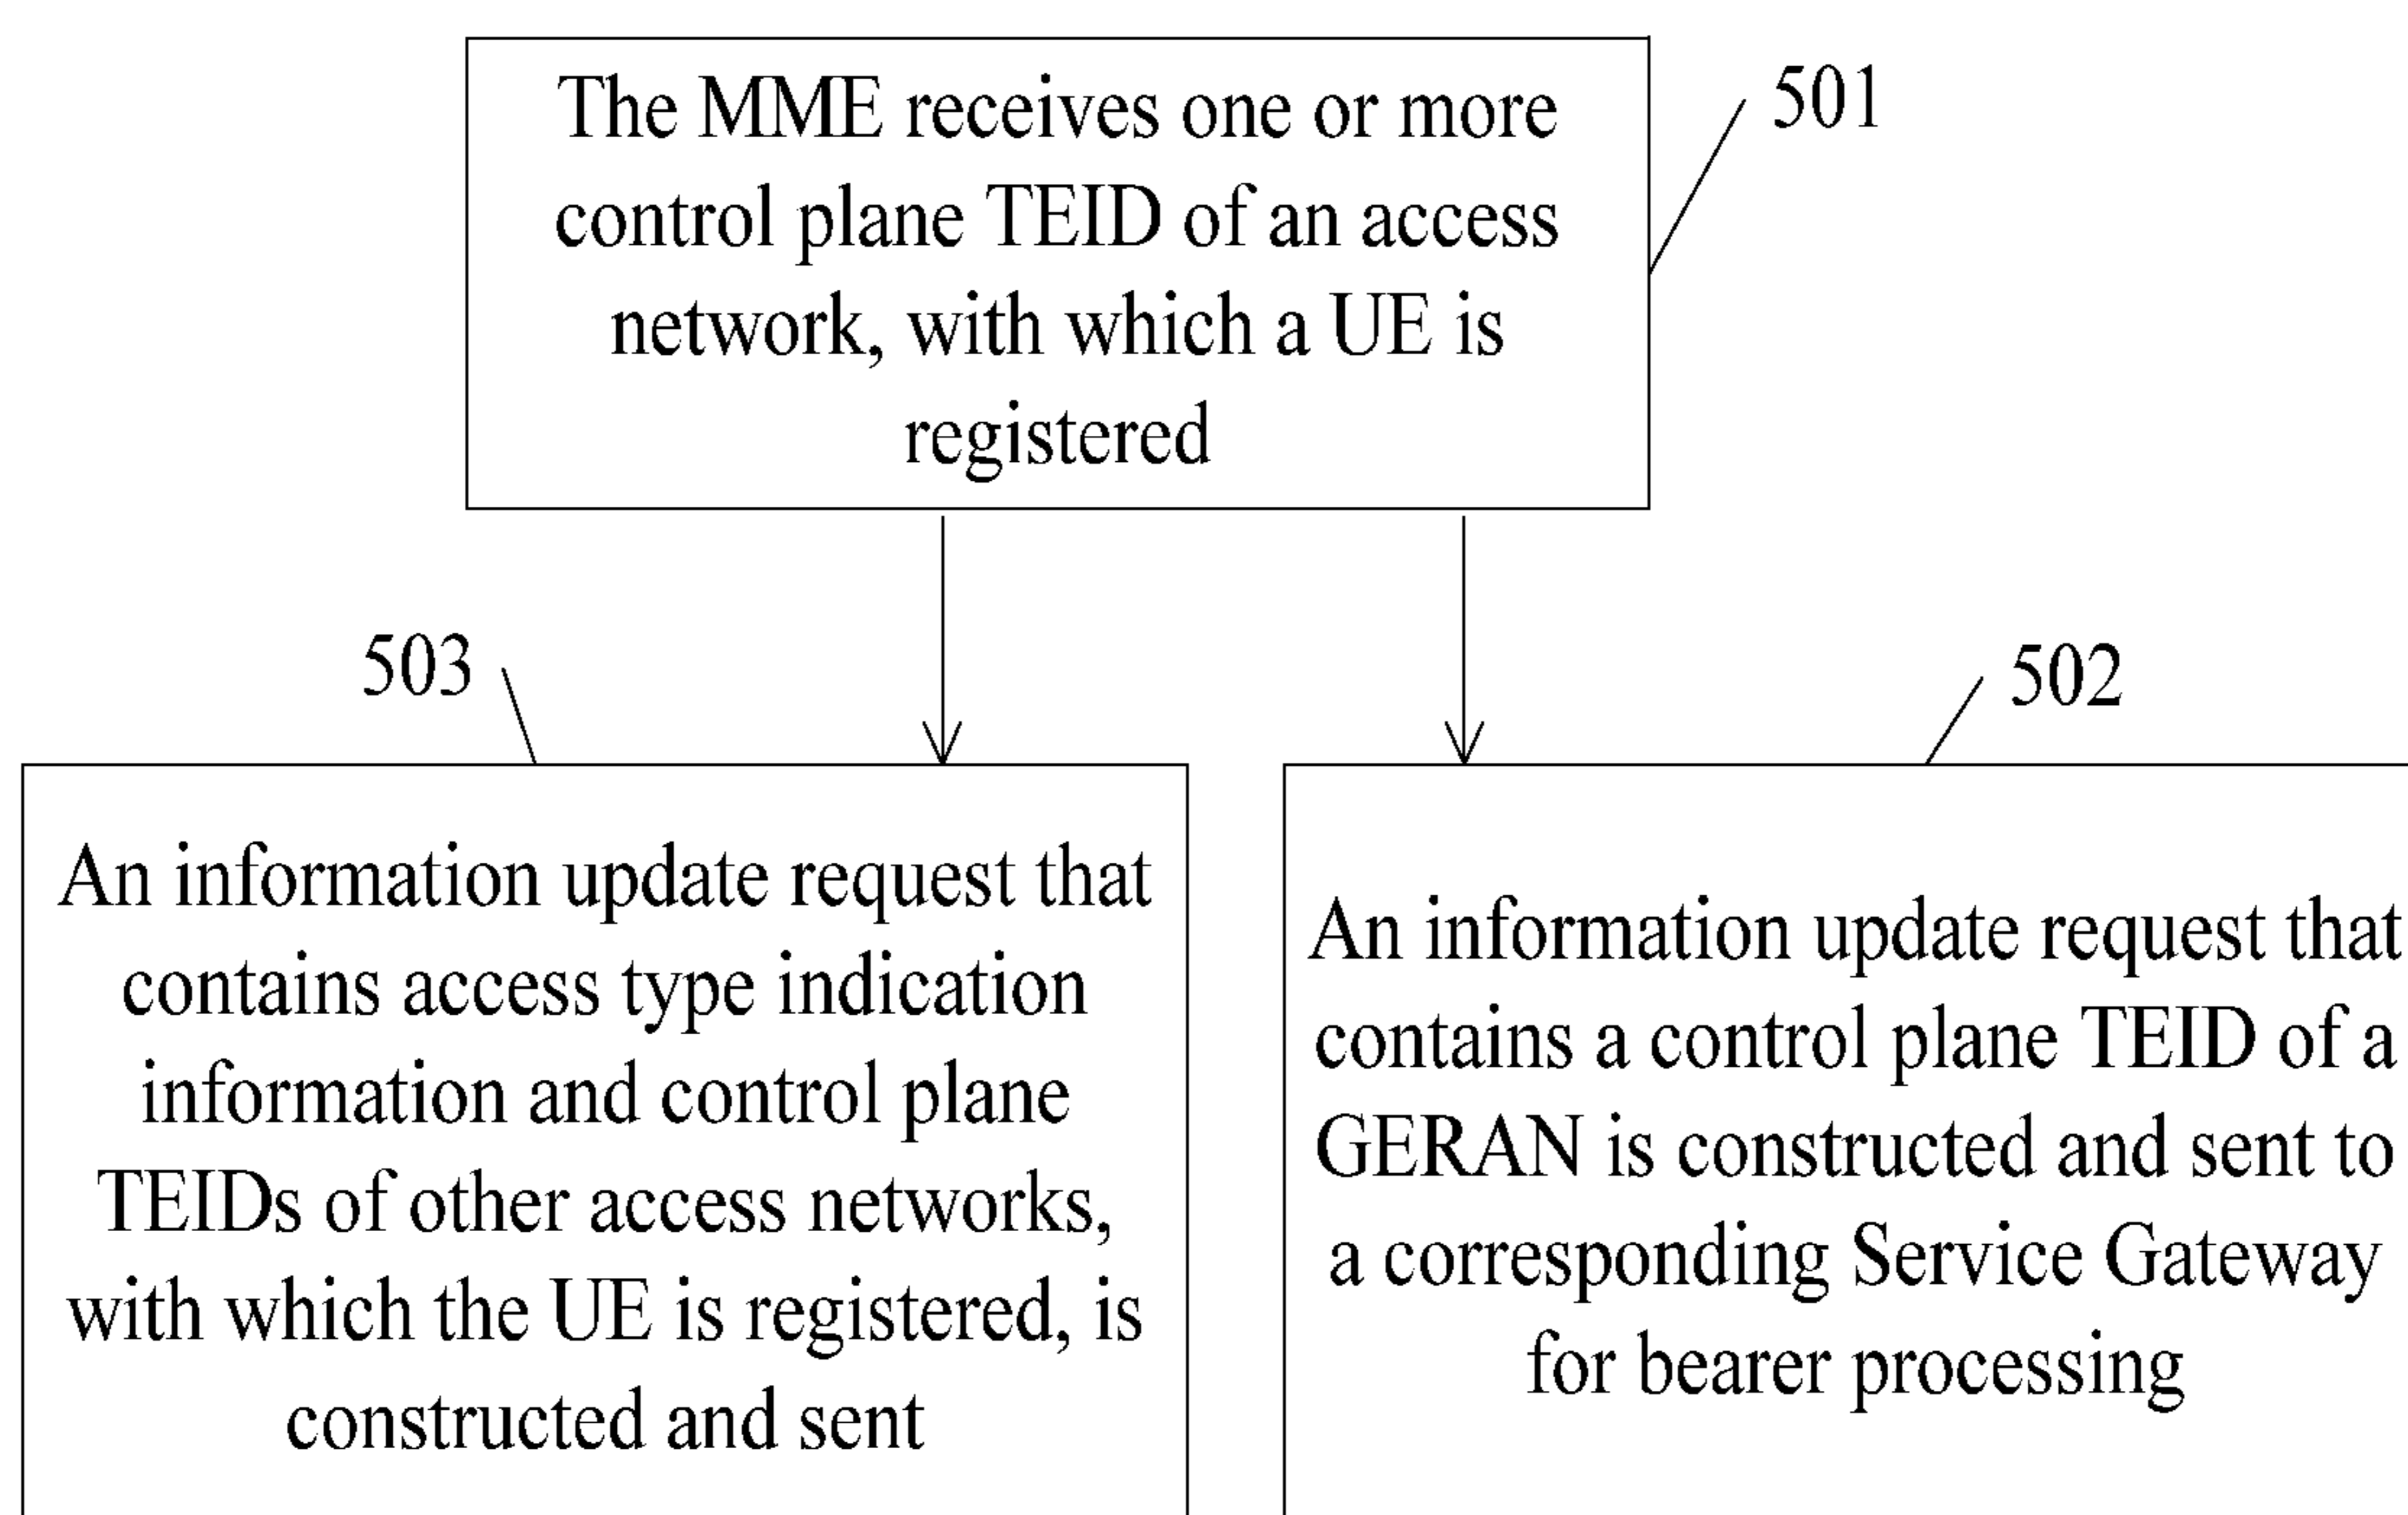 The MME receives one or more
control plane TEID of an access
network, with which a UE is
registered
501
503
502
An information update request that
contains access type indication
information and control plane
TEIDs of other access networks,
with which the UE is registered, is
constructed and sent
An information update request that
contains a control plane TEID of a
GERAN is constructed and sent to
a corresponding Service Gateway
for bearer processing